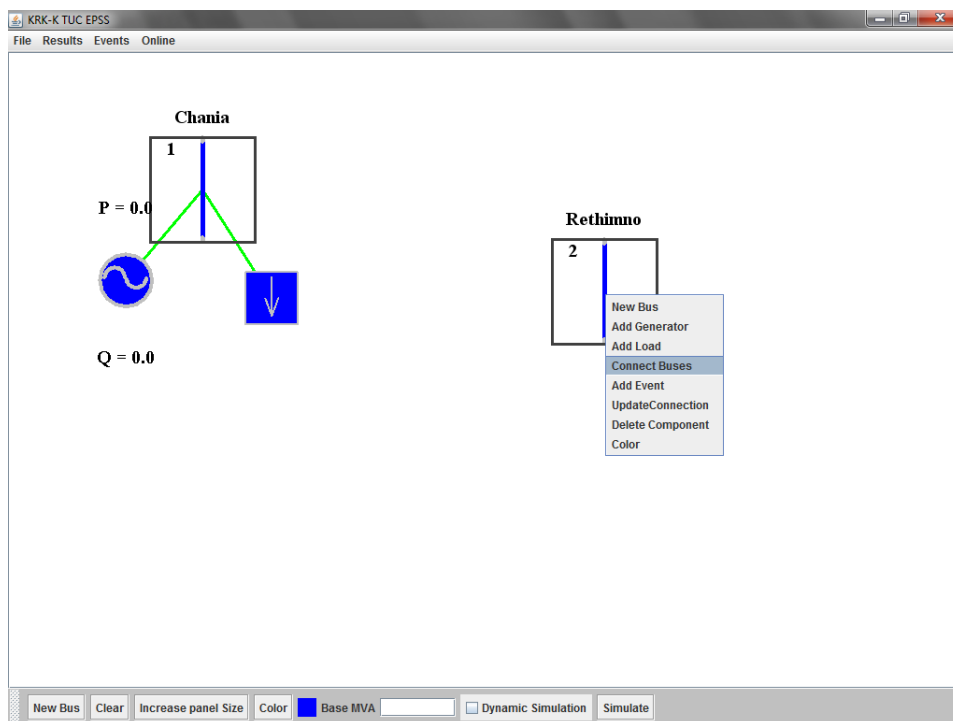 KRK-K TUC EPSS
File Results Events Online
Chania
1
P = 0.0
Q = 0.0
Rethimno
2
New Bus
Add Generator
Add Load
Connect Buses
Add Event
UpdateConnection
Delete Component
Color
New Bus Clear Increase panel Size Color Base MVA Dynamic Simulation Simulate